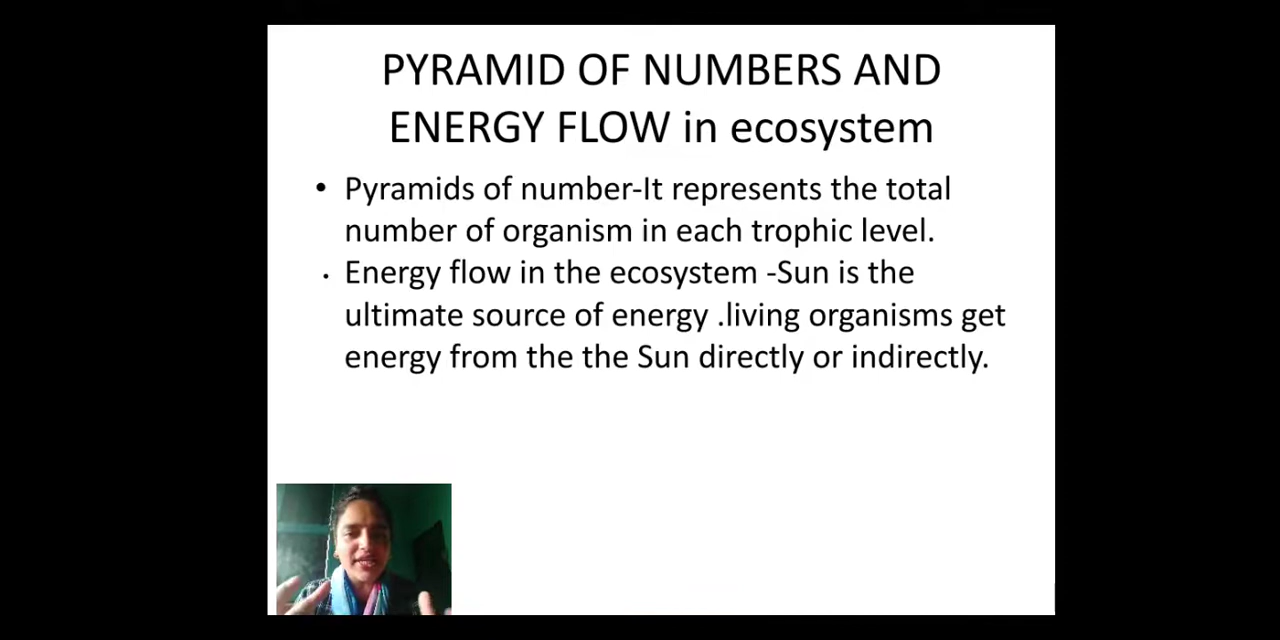 PYRAMID OF NUMBERS AND
ENERGY FLOW in ecosystem
• Pyramids of number-It represents the total
number of organism in each trophic level.
• Energy flow in the ecosystem -Sun is the
ultimate source of energy .living organisms get
energy from the the Sun directly or indirectly.